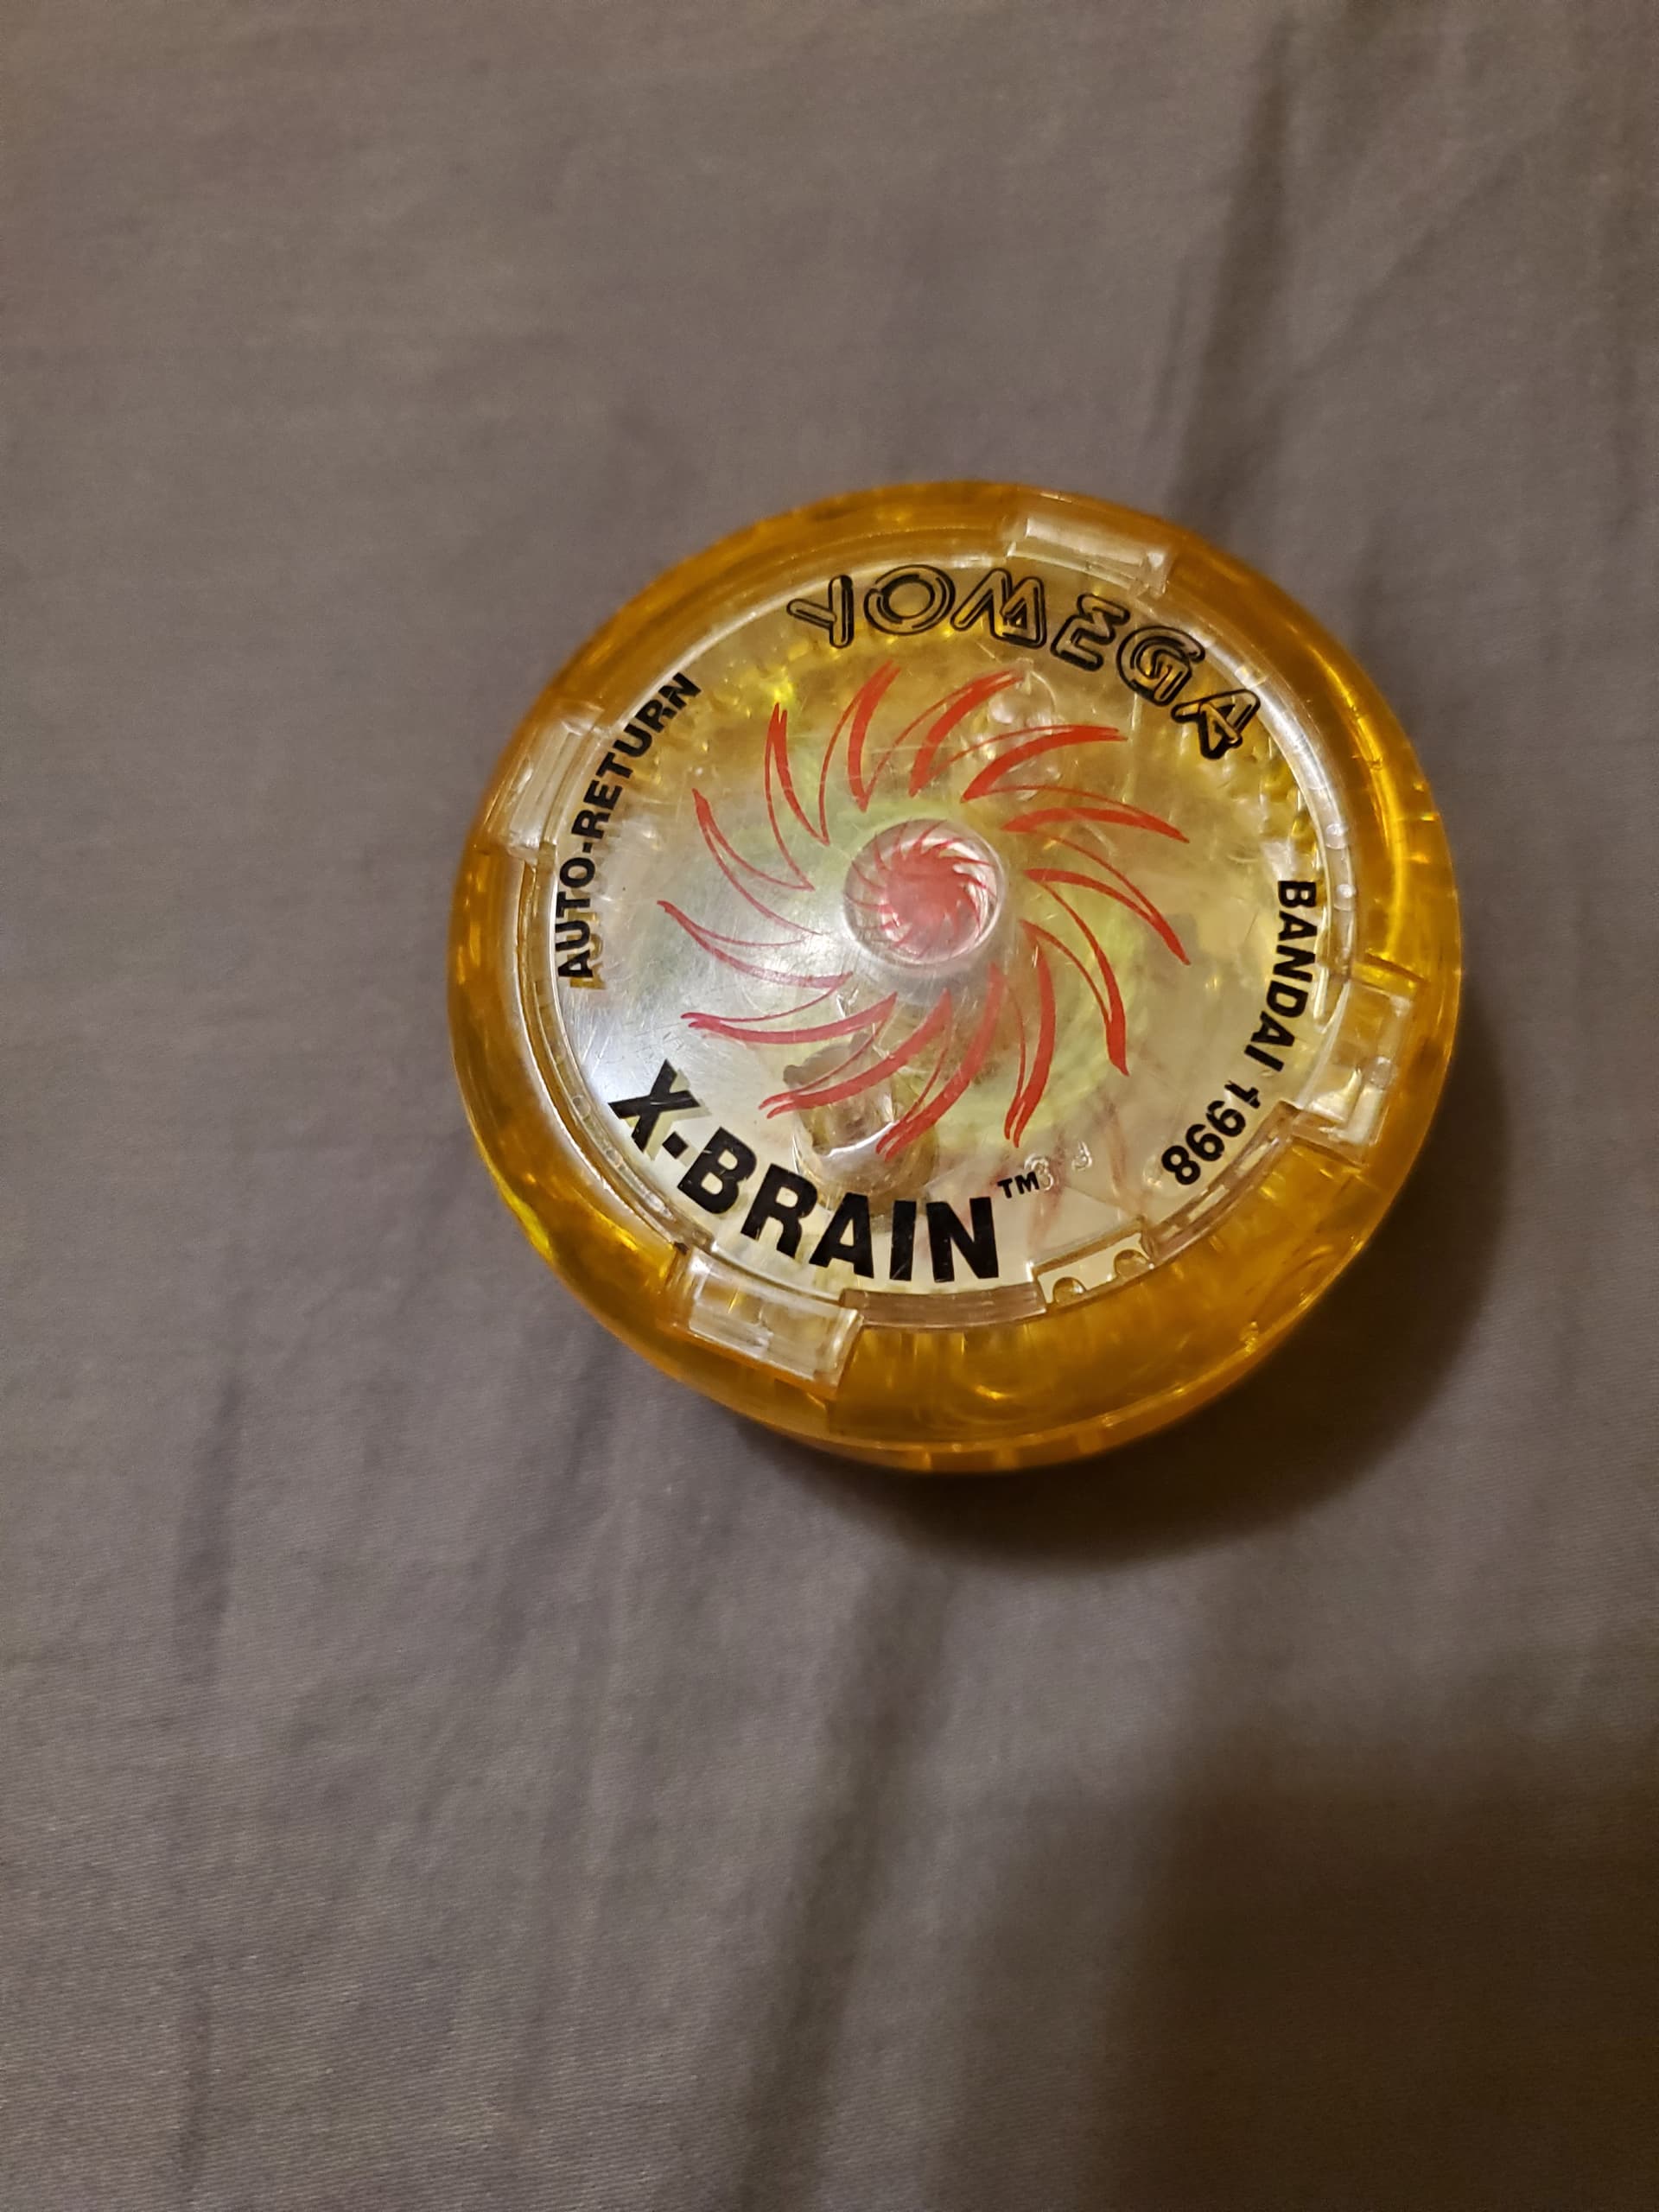 YOMEGA
AUTO-RETURN
BANDAI 1998
X-BRAIN™